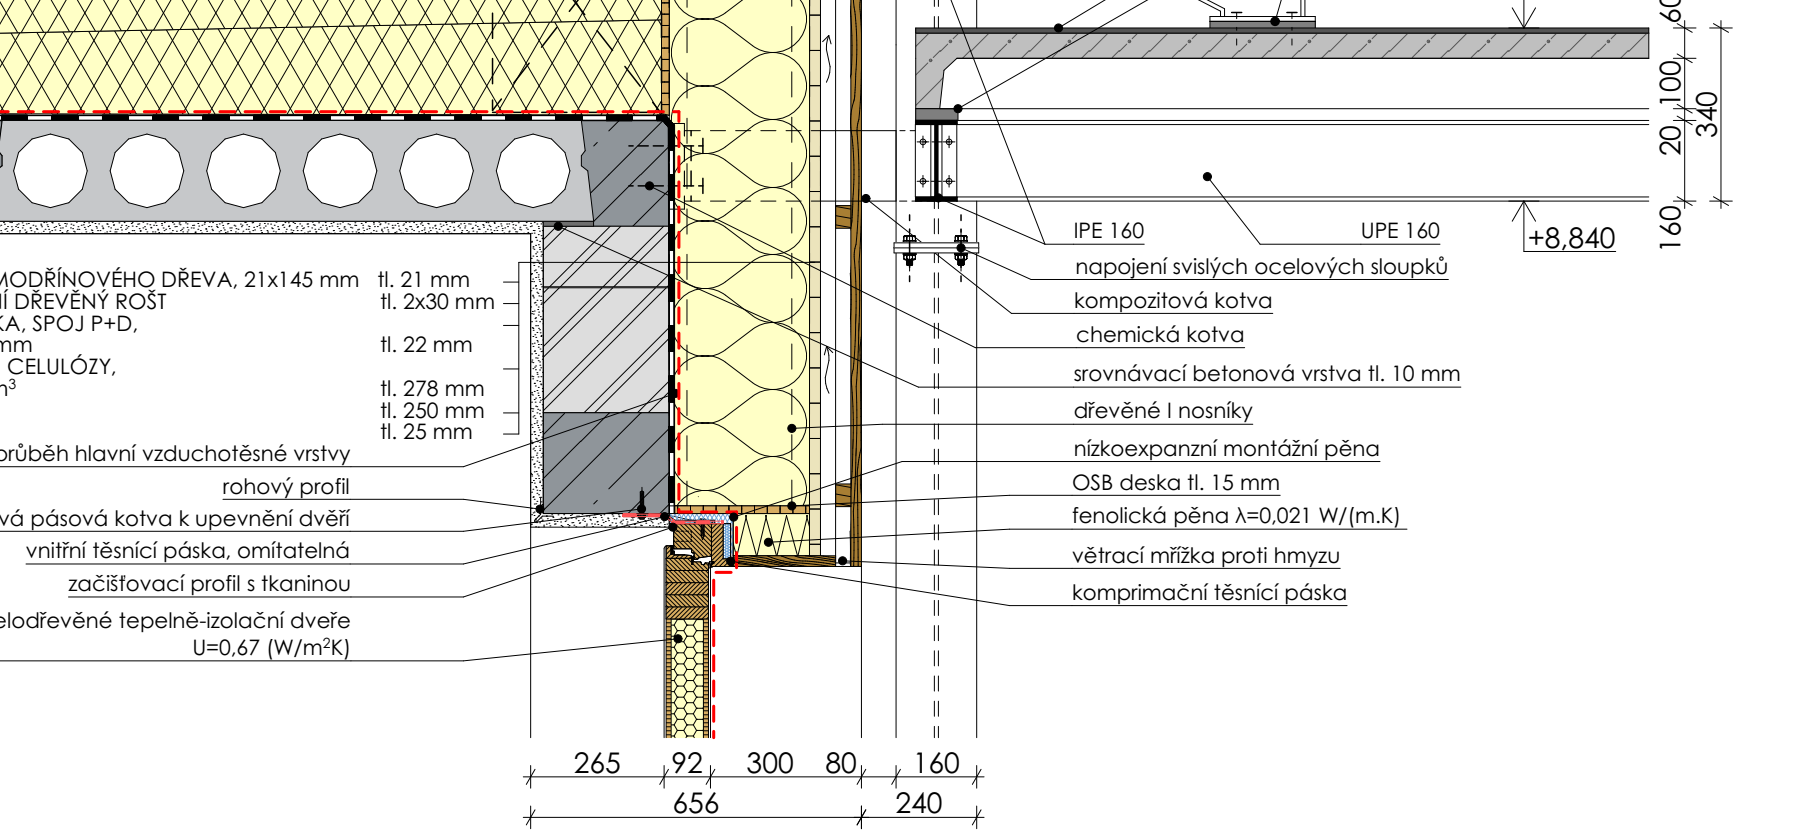 MODŘÍNOVÉHO DŘEVA, 21x145 mm tl. 21 mm
NÍ DŘEVĚNÝ ROŠT tl. 2x30 mm
KA, SPOJ P+D,
mm tl. 22 mm
CELULÓZY,
m³ tl. 278 mm
tl. 250 mm
tl. 25 mm
průběh hlavní vzduchotěsné vrstvy
rohový profil
vá pásová kotva k upevnění dveří
vnitřní těsnící páska, omítatelná
začišťovací profil s tkaninou
elodřevěné tepelně-izolační dveře
U=0,67 (W/m²K)
IPE 160
UPE 160
+8,840
napojení svislých ocelových sloupků
kompozitová kotva
chemická kotva
srovnávací betonová vrstva tl. 10 mm
dřevěné I nosníky
nízkoexpanzní montážní pěna
OSB deska tl. 15 mm
fenolická pěna λ=0,021 W/(m.K)
větrací mřížka proti hmyzu
komprimační těsnící páska
60
100
20
160
340
265 92 300 80 160
656 240